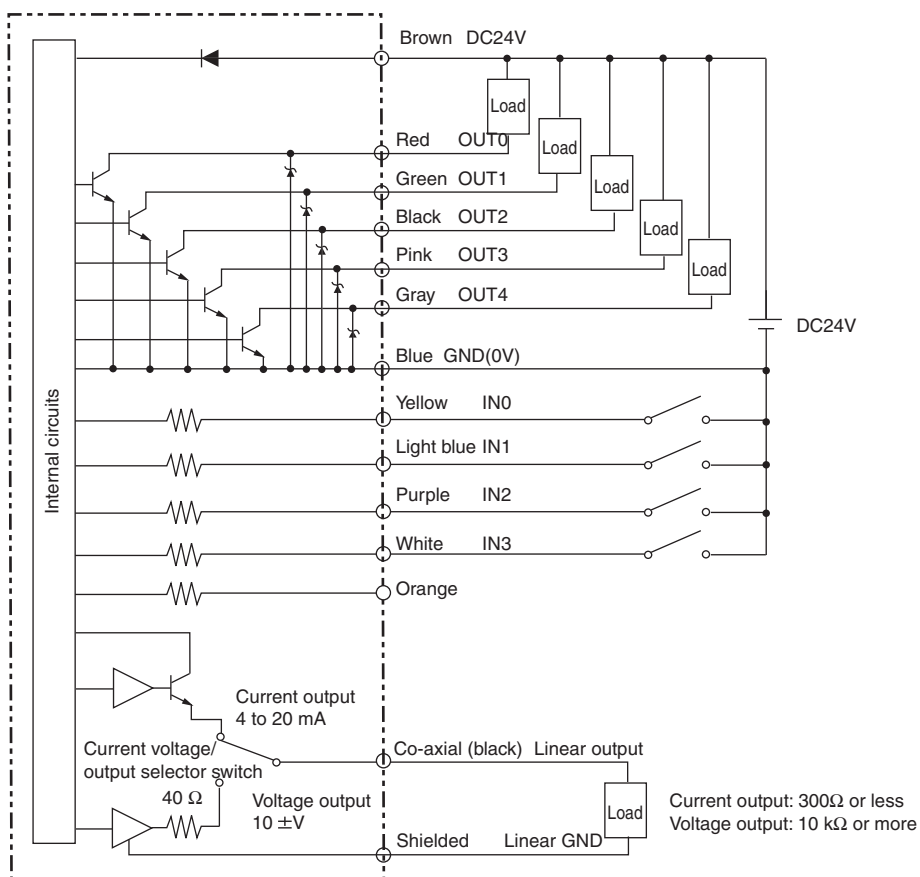 Brown DC24V
Load
Load
Load
Load
Load
Red OUT0
Green OUT1
Black OUT2
Pink OUT3
Gray OUT4
DC24V
Blue GND(0V)
Internal circuits
Yellow IN0
Light blue IN1
Purple IN2
White IN3
Orange
Current output
4 to 20 mA
Current voltage/
output selector switch
Co-axial (black) Linear output
40 Ω
Voltage output
10 ±V
Load
Current output: 300Ω or less
Voltage output: 10 kΩ or more
Shielded Linear GND